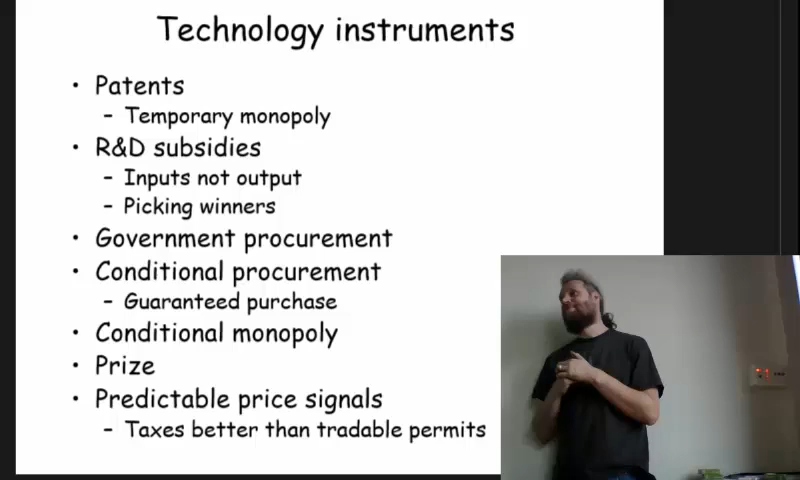 Technology instruments
• Patents
– Temporary monopoly
• R&D subsidies
– Inputs not output
– Picking winners
• Government procurement
• Conditional procurement
– Guaranteed purchase
• Conditional monopoly
• Prize
• Predictable price signals
– Taxes better than tradable permits